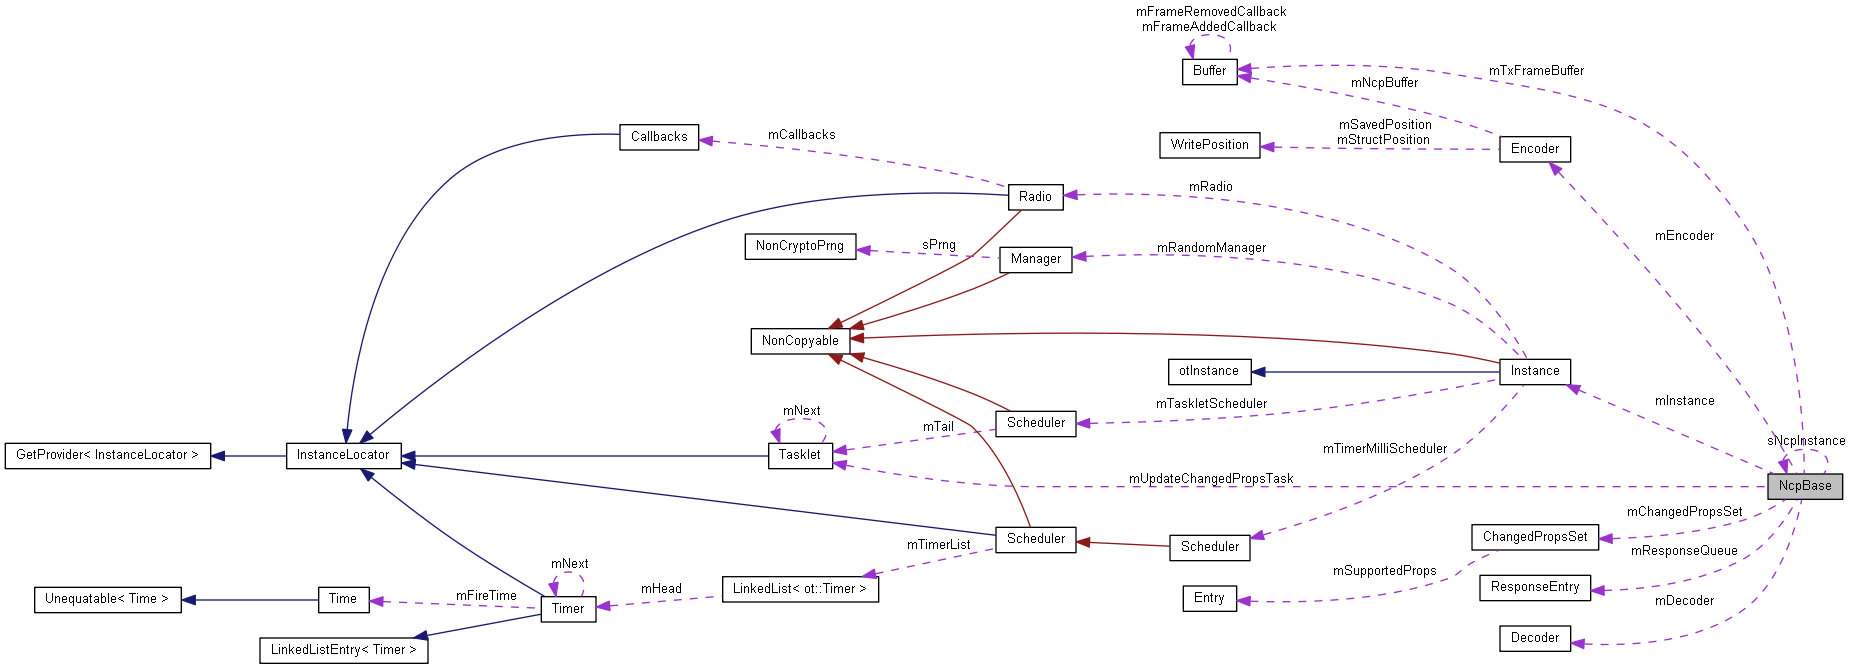 mFrameRemovedCallback
mFrameAddedCallback
Buffer
mTxFrameBuffer
mNcpBuffer
mSavedPosition
mStructPosition
WritePosition
Encoder
Callbacks
mCallbacks
Radio
mRadio
mEncoder
NonCryptoPrng
sPrng
Manager
mRandomManager
NonCopyable
otInstance
Instance
mInstance
mTaskletScheduler
Scheduler
mNext
mTail
Tasklet
mTimerMilliScheduler
sNcpInstance
GetProvider< InstanceLocator >
InstanceLocator
mUpdateChangedPropsTask
NcpBase
mChangedPropsSet
Scheduler
mTimerList
Scheduler
ChangedPropsSet
mResponseQueue
mNext
mHead
LinkedList< ot::Timer >
mSupportedProps
ResponseEntry
Unequatable< Time >
Time
mFireTime
Timer
Entry
mDecoder
Decoder
LinkedListEntry< Timer >